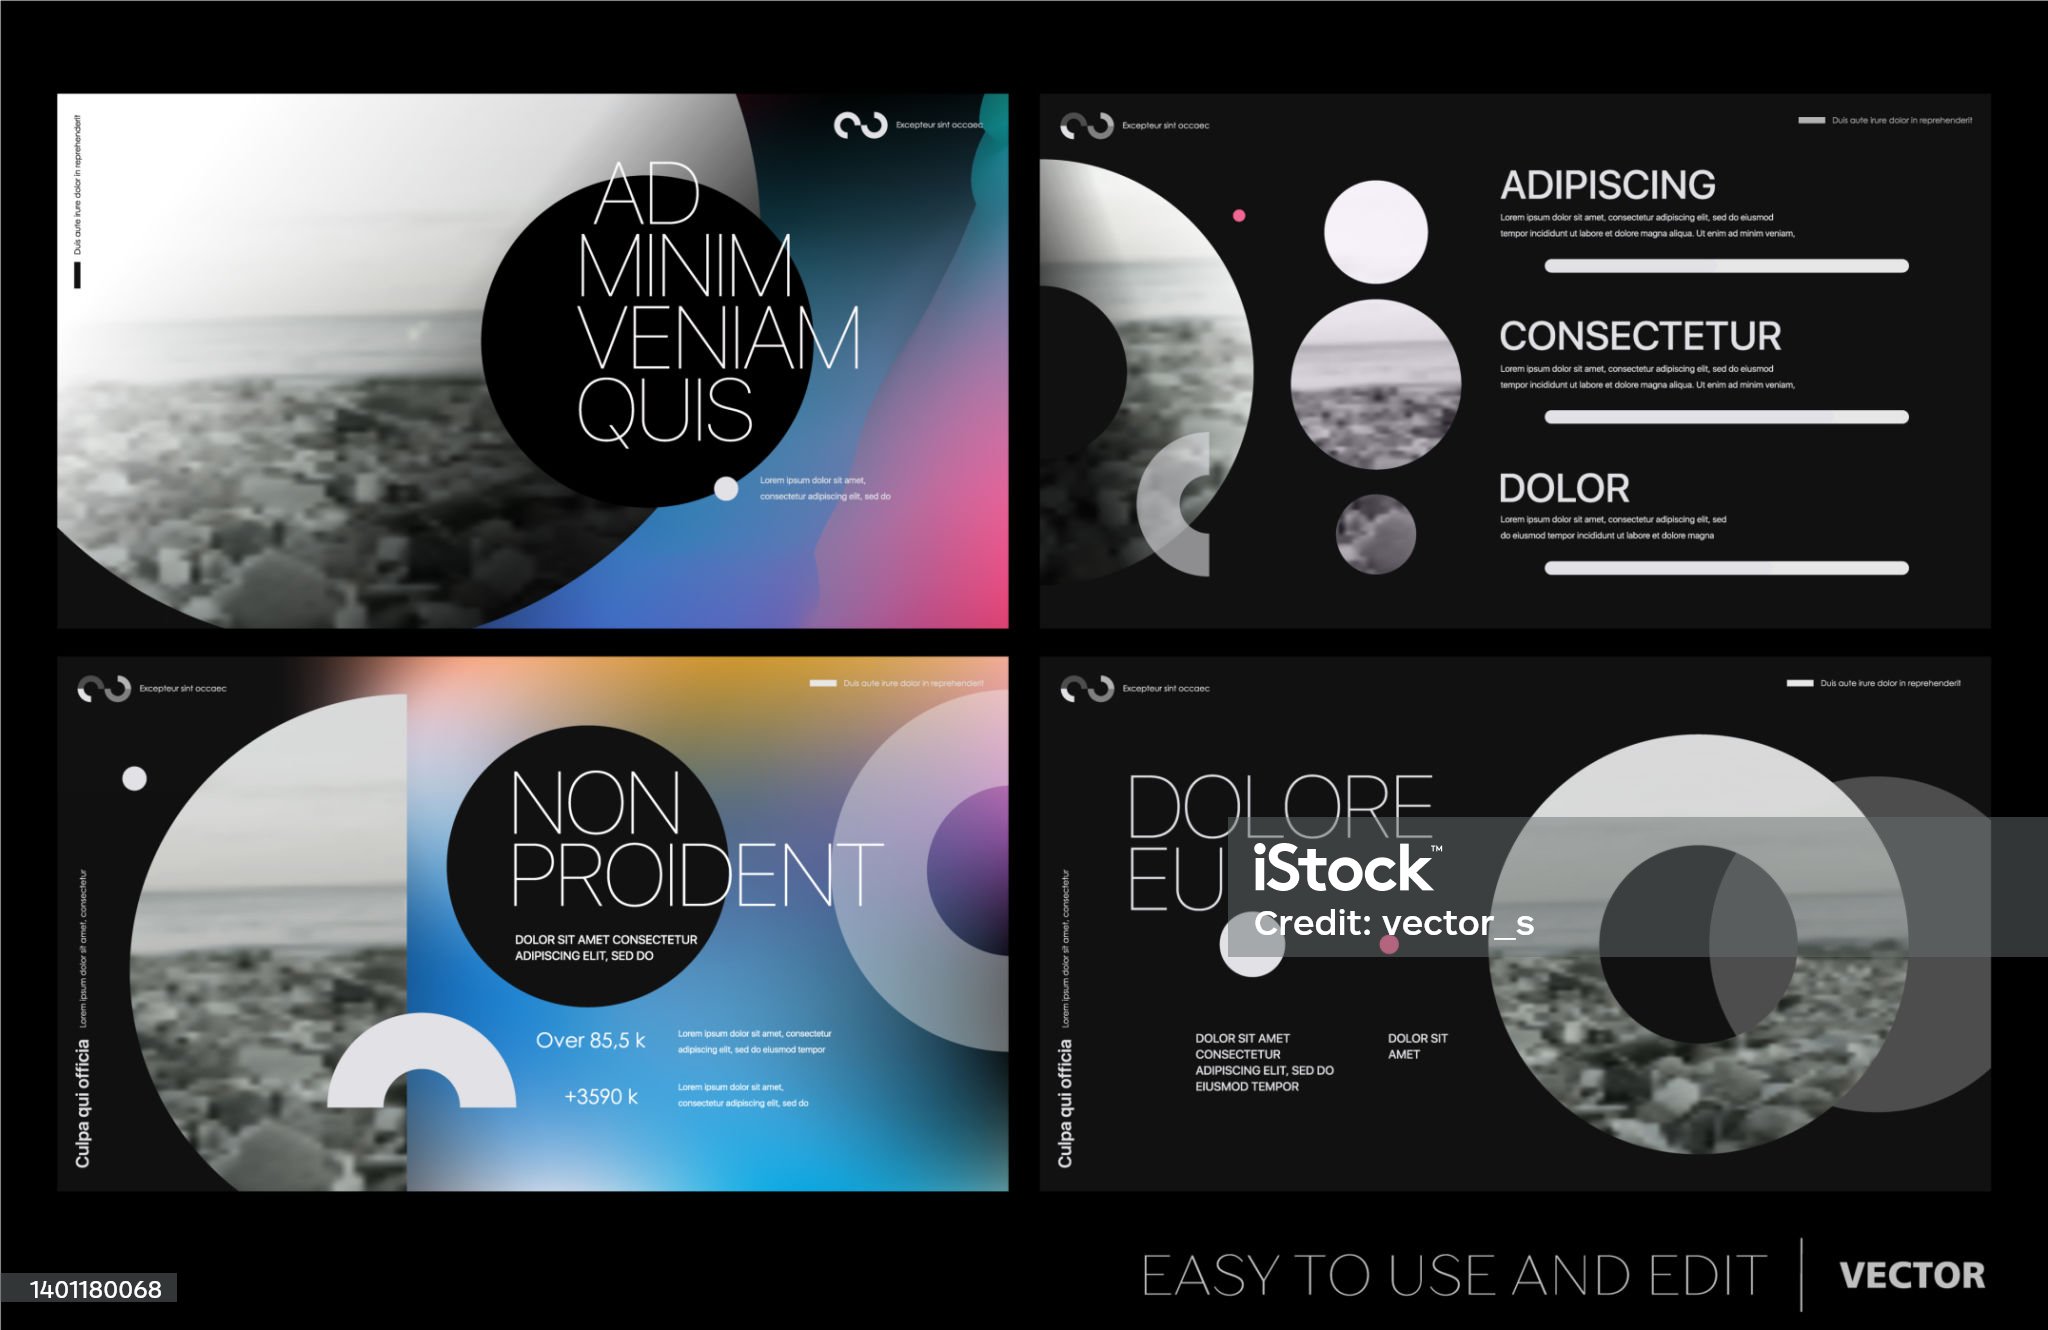 Duis aute irure dolor in reprehenderit
Excepteur sint occaec
AD
MINIM
VENIAM
QUIS
Lorem ipsum dolor sit amet,
consectetur adipiscing elit, sed do
Excepteur sint occaec
Duis aute irure dolor in reprehenderit
ADIPISCING
Lorem ipsum dolor sit amet, consectetur adipiscing elit, sed do eiusmod
tempor incididunt ut labore et dolore magna aliqua. Ut enim ad minim veniam,
CONSECTETUR
Lorem ipsum dolor sit amet, consectetur adipiscing elit, sed do eiusmod
tempor incididunt ut labore et dolore magna aliqua. Ut enim ad minim veniam,
DOLOR
Lorem ipsum dolor sit amet, consectetur adipiscing elit, sed
do eiusmod tempor incididunt ut labore et dolore magna
Excepteur sint occaec
Duis aute irure dolor in reprehenderit
NON
PROIDENT
DOLOR SIT AMET CONSECTETUR
ADIPISCING ELIT, SED DO
Over 85,5 k
Lorem ipsum dolor sit amet, consectetur
adipiscing elit, sed do eiusmod tempor
+3590 k
Lorem ipsum dolor sit amet,
consectetur adipiscing elit, sed do
Culpa qui officia Lorem ipsum dolor sit amet, consectetur
Excepteur sint occaec
Duis aute irure dolor in reprehenderit
DOLORE
EU
iStock™
Credit: vector_s
DOLOR SIT AMET
CONSECTETUR
ADIPISCING ELIT, SED DO
EIUSMOD TEMPOR
DOLOR SIT
AMET
Culpa qui officia Lorem ipsum dolor sit amet, consectetur
EASY TO USE AND EDIT | VECTOR
1401180068